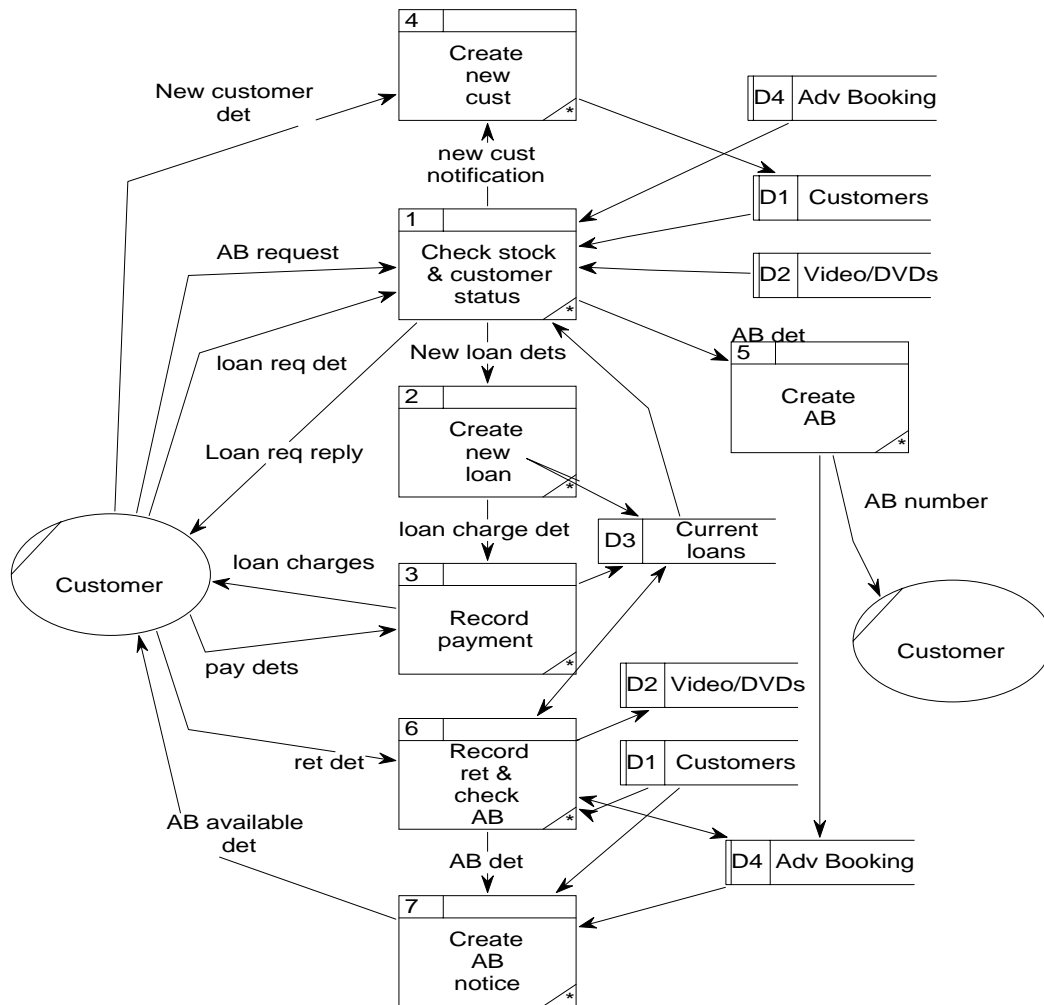 4
Create
new
cust
*
New customer
det
D4 Adv Booking
new cust
notification
D1 Customers
1
Check stock
& customer
status
*
AB request
D2 Video/DVDs
loan req det
New loan dets
AB det
5
Create
AB
*
2
Create
new
loan
*
Loan req reply
AB number
loan charge det
D3 Current
loans
loan charges
3
Record
payment
*
Customer
Customer
pay dets
D2 Video/DVDs
6
Record
ret &
check
AB
*
ret det
D1 Customers
AB available
det
AB det
D4 Adv Booking
7
Create
AB
notice
*